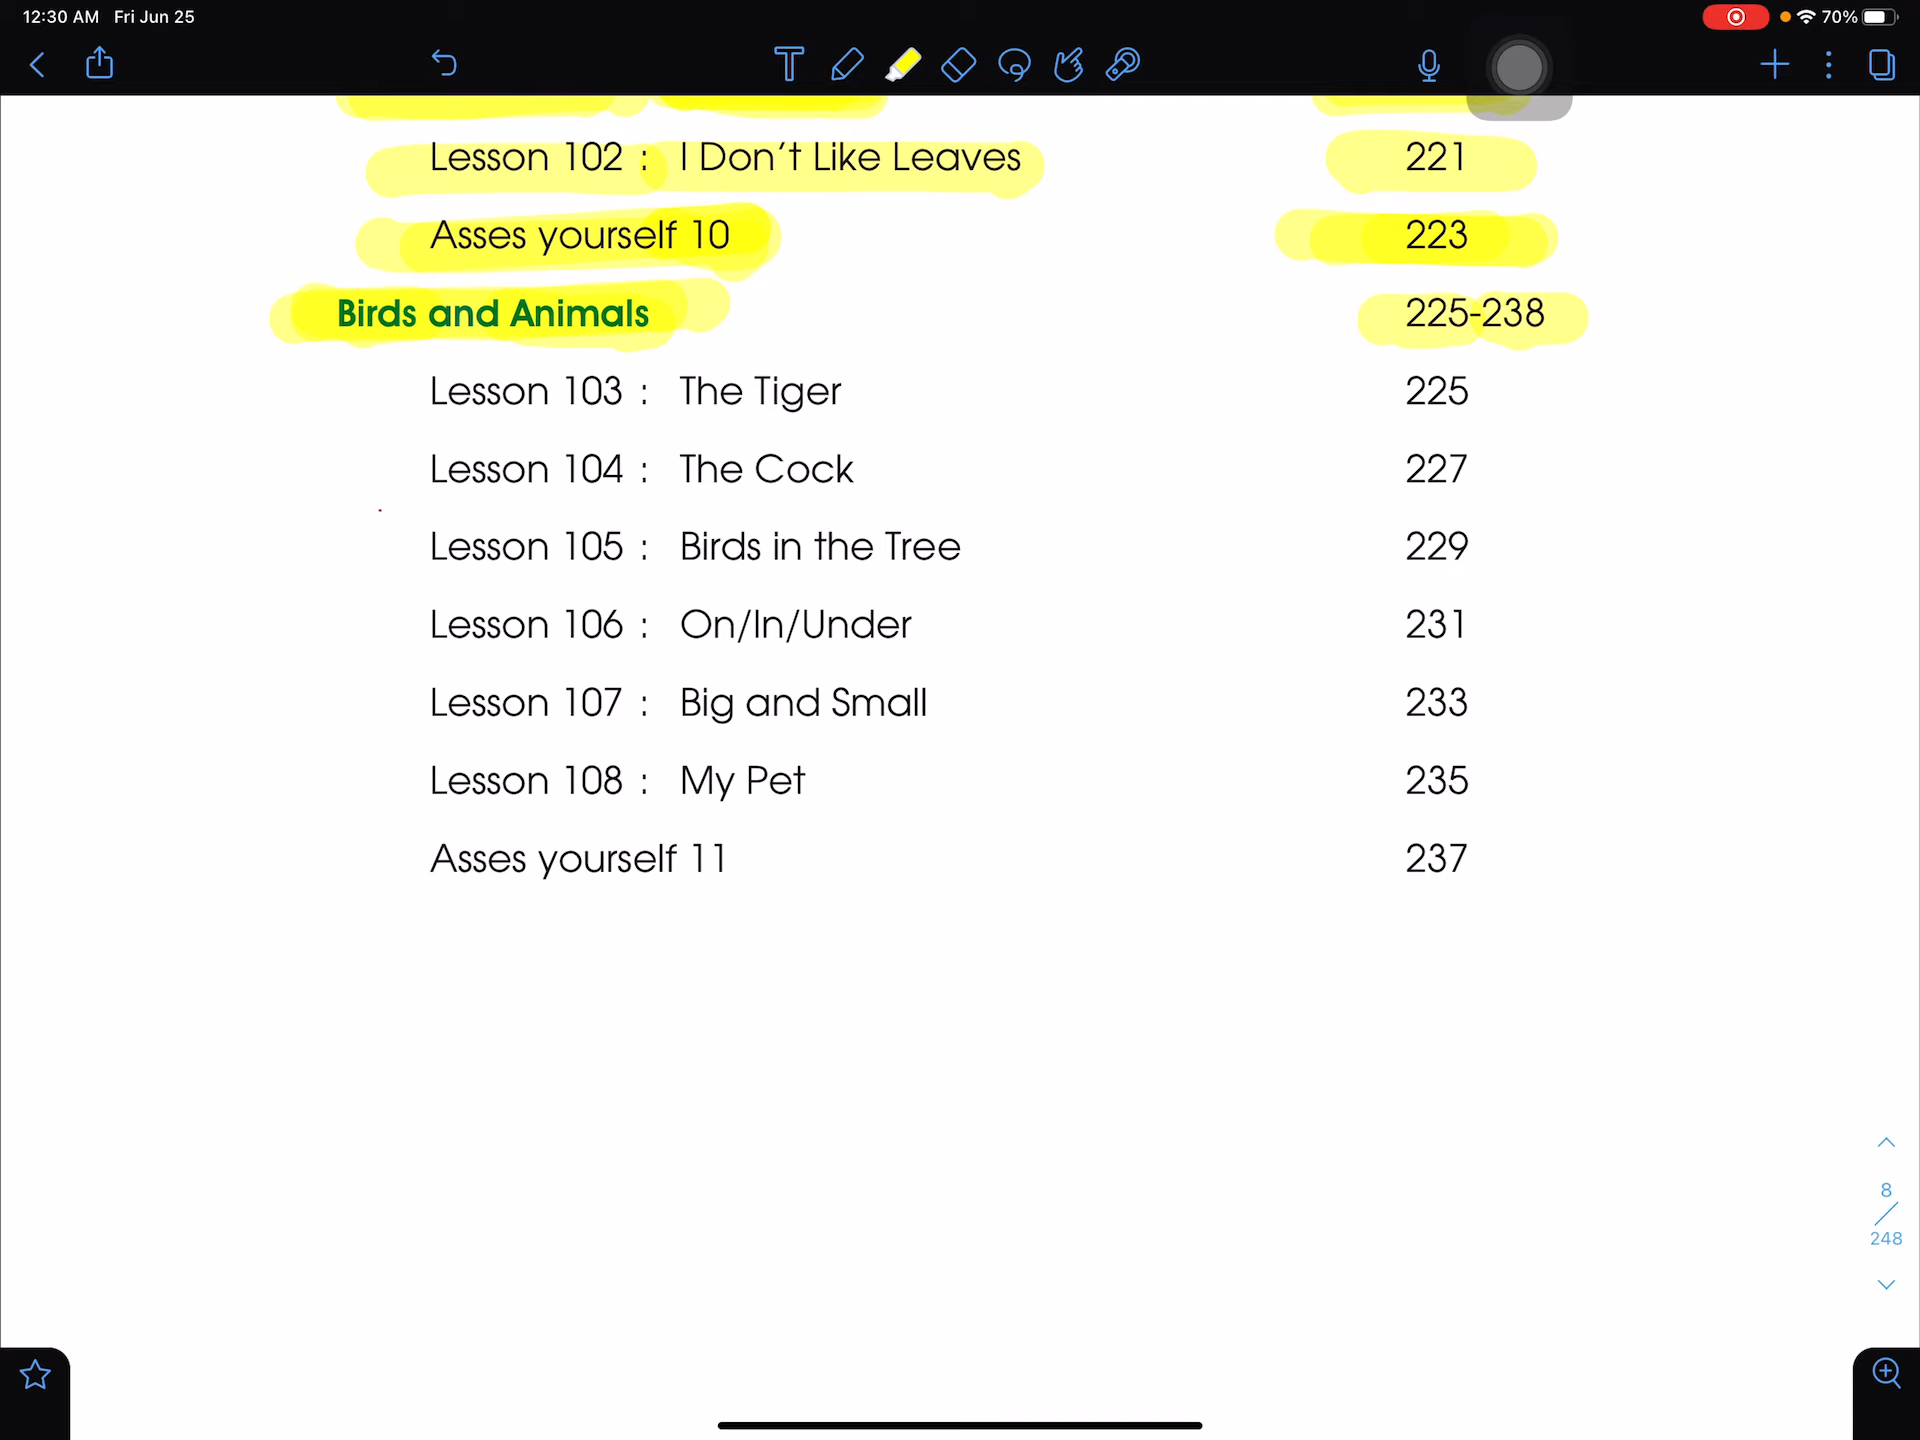 12:30 AM Fri Jun 25 70%
Lesson 102 : I Don't Like Leaves 221
Asses yourself 10 223
Birds and Animals 225-238
Lesson 103 : The Tiger 225
Lesson 104 : The Cock 227
Lesson 105 : Birds in the Tree 229
Lesson 106 : On/In/Under 231
Lesson 107 : Big and Small 233
Lesson 108 : My Pet 235
Asses yourself 11 237
8
248